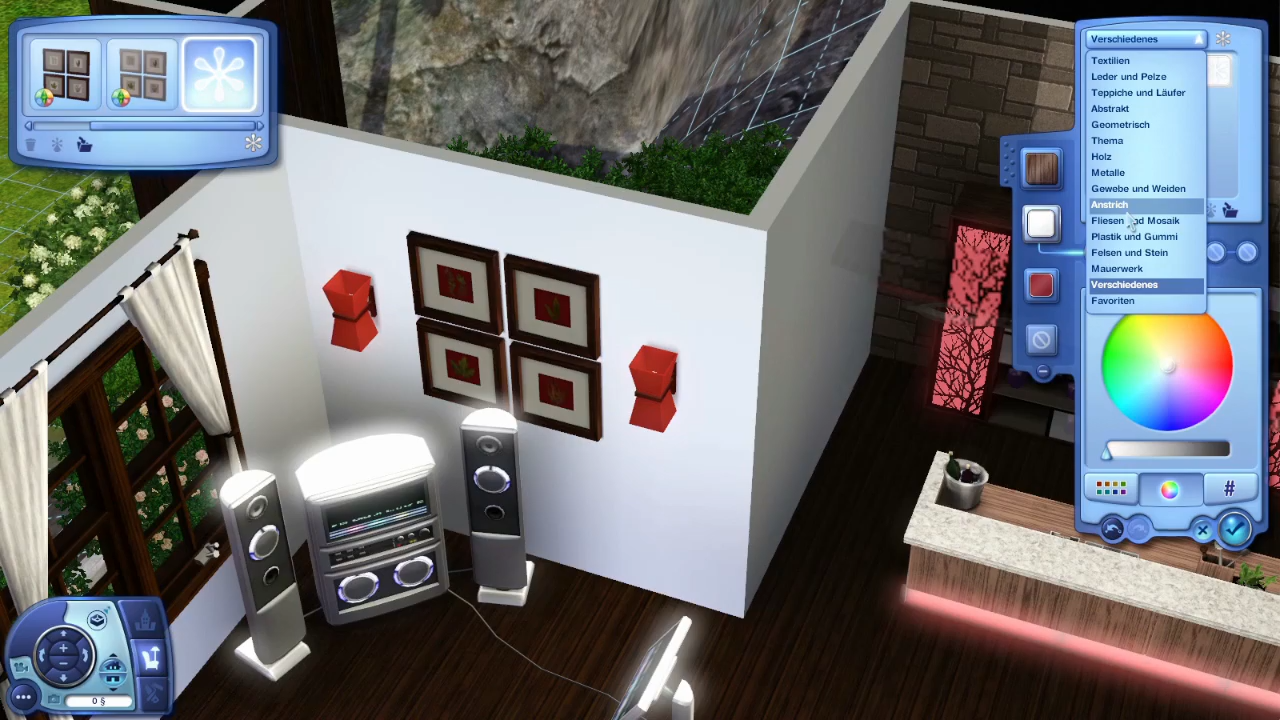 Verschiedenes
Textilien
Leder und Pelze
Teppiche und Läufer
Abstrakt
Geometrisch
Thema
Holz
Metalle
Gewebe und Weiden
Anstrich
Fliesen und Mosaik
Plastik und Gummi
Felsen und Stein
Mauerwerk
Verschiedenes
Favoriten
#
0 §